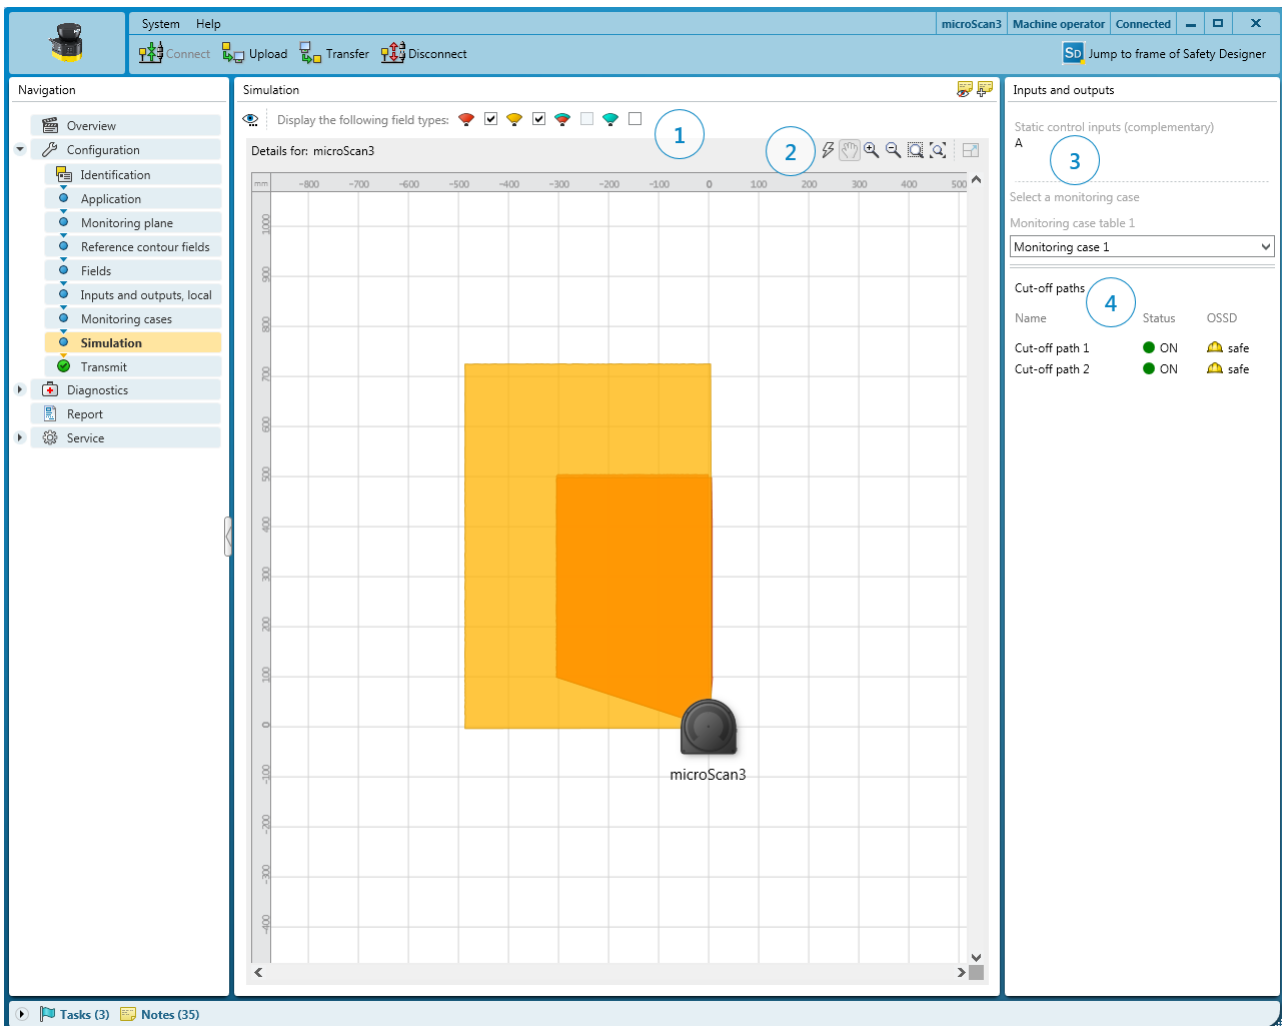 System Help
microScan3 Machine operator Connected
Connect Upload Transfer Disconnect
Jump to frame of Safety Designer
Navigation
Overview
Configuration
Identification
Application
Monitoring plane
Reference contour fields
Fields
Inputs and outputs, local
Monitoring cases
Simulation
Transmit
Diagnostics
Report
Service
Simulation
Display the following field types:
1
Details for: microScan3
2
mm -800 -700 -600 -500 -400 -300 -200 -100 0 100 200 300 400 500
1000
900
800
700
600
500
400
300
200
100
0
-100
-200
-300
-400
microScan3
Inputs and outputs
Static control inputs (complementary)
A
3
Select a monitoring case
Monitoring case table 1
Monitoring case 1
Cut-off paths
4
Name Status OSSD
Cut-off path 1 ON safe
Cut-off path 2 ON safe
Tasks (3) Notes (35)